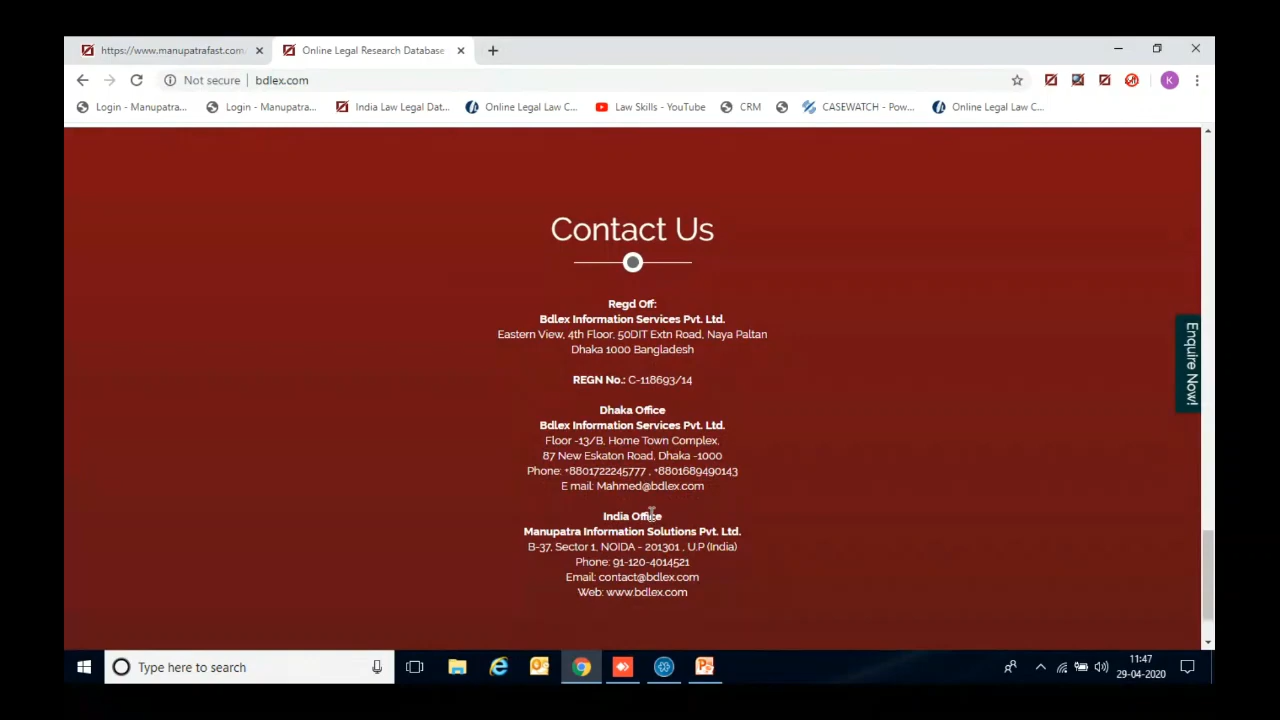 https://www.manupatrafast.com/
Online Legal Research Database
Not secure
bdlex.com
K
Login - Manupatra...
Login - Manupatra...
India Law Legal Dat...
Online Legal Law C...
Law Skills - YouTube
CRM
CASEWATCH - Pow...
Online Legal Law C...
Contact Us
Regd Off:
Bdlex Information Services Pvt. Ltd.
Eastern View, 4th Floor, 50DIT Extn Road, Naya Paltan
Dhaka 1000 Bangladesh
REGN No.: C-118693/14
Dhaka Office
Bdlex Information Services Pvt. Ltd.
Floor -13/B, Home Town Complex,
87 New Eskaton Road, Dhaka -1000
Phone: +8801722245777 , +8801689490143
E mail: Mahmed@bdlex.com
India Office
Manupatra Information Solutions Pvt. Ltd.
B-37, Sector 1, NOIDA - 201301 , U.P (India)
Phone: 91-120-4014521
Email: contact@bdlex.com
Web: www.bdlex.com
Enquire Now!
Type here to search
11:47
29-04-2020